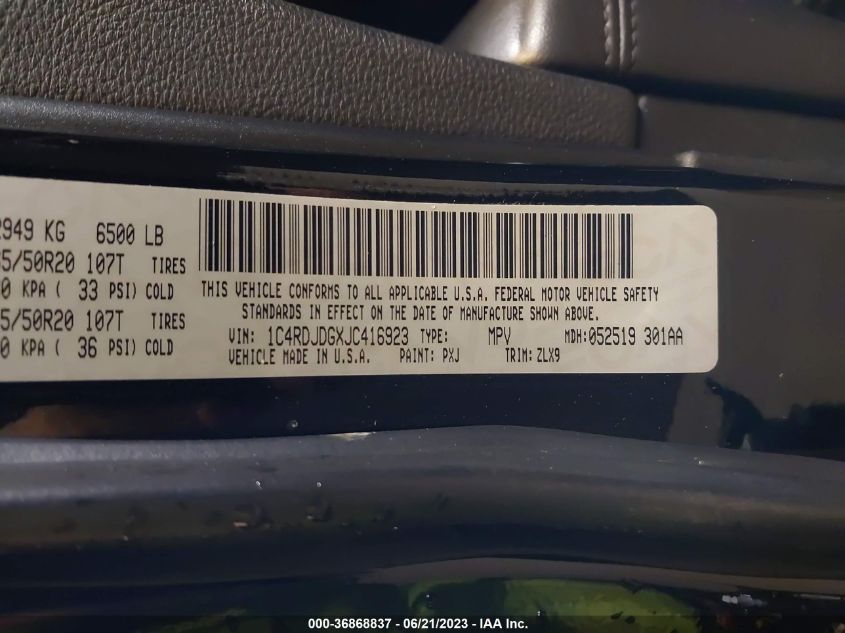 2949 KG 6500 LB
5/50R20 107T TIRES
0 KPA ( 33 PSI) COLD
5/50R20 107T TIRES
0 KPA ( 36 PSI) COLD
THIS VEHICLE CONFORMS TO ALL APPLICABLE U.S.A. FEDERAL MOTOR VEHICLE SAFETY
STANDARDS IN EFFECT ON THE DATE OF MANUFACTURE SHOWN ABOVE.
VIN: 1C4RDJDGXJC416923 TYPE: MPV MDH:052519 301AA
VEHICLE MADE IN U.S.A. PAINT: PXJ TRIM: ZLX9
000-36868837 - 06/21/2023 - IAA Inc.